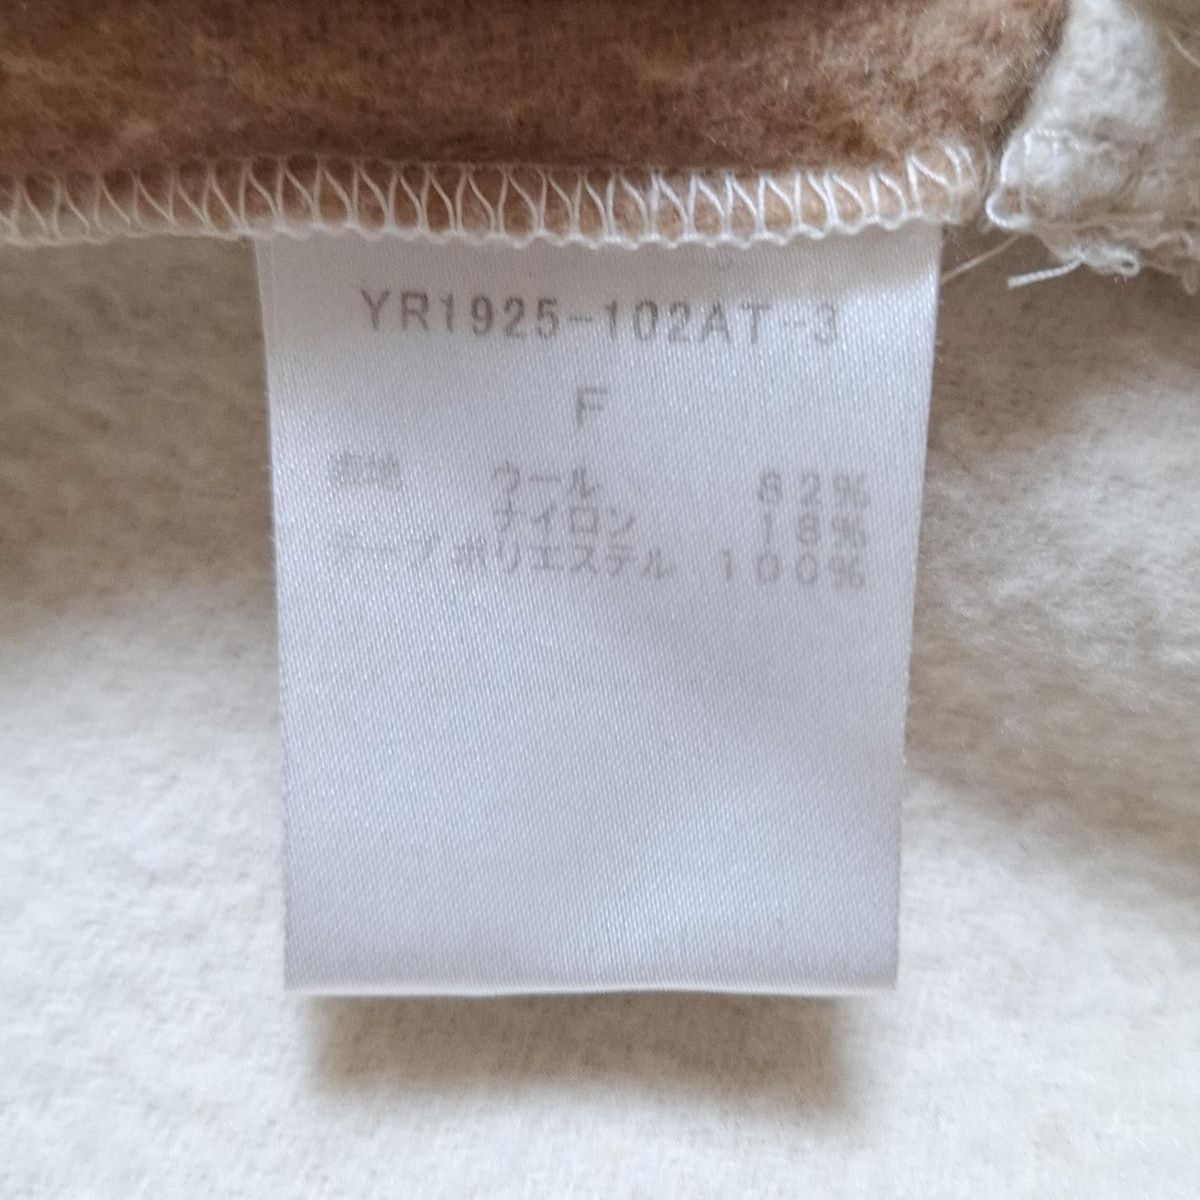 YR1925-102AT-3
F
表地 ウール 82%
ナイロン 18%
テープ ポリエステル 100%